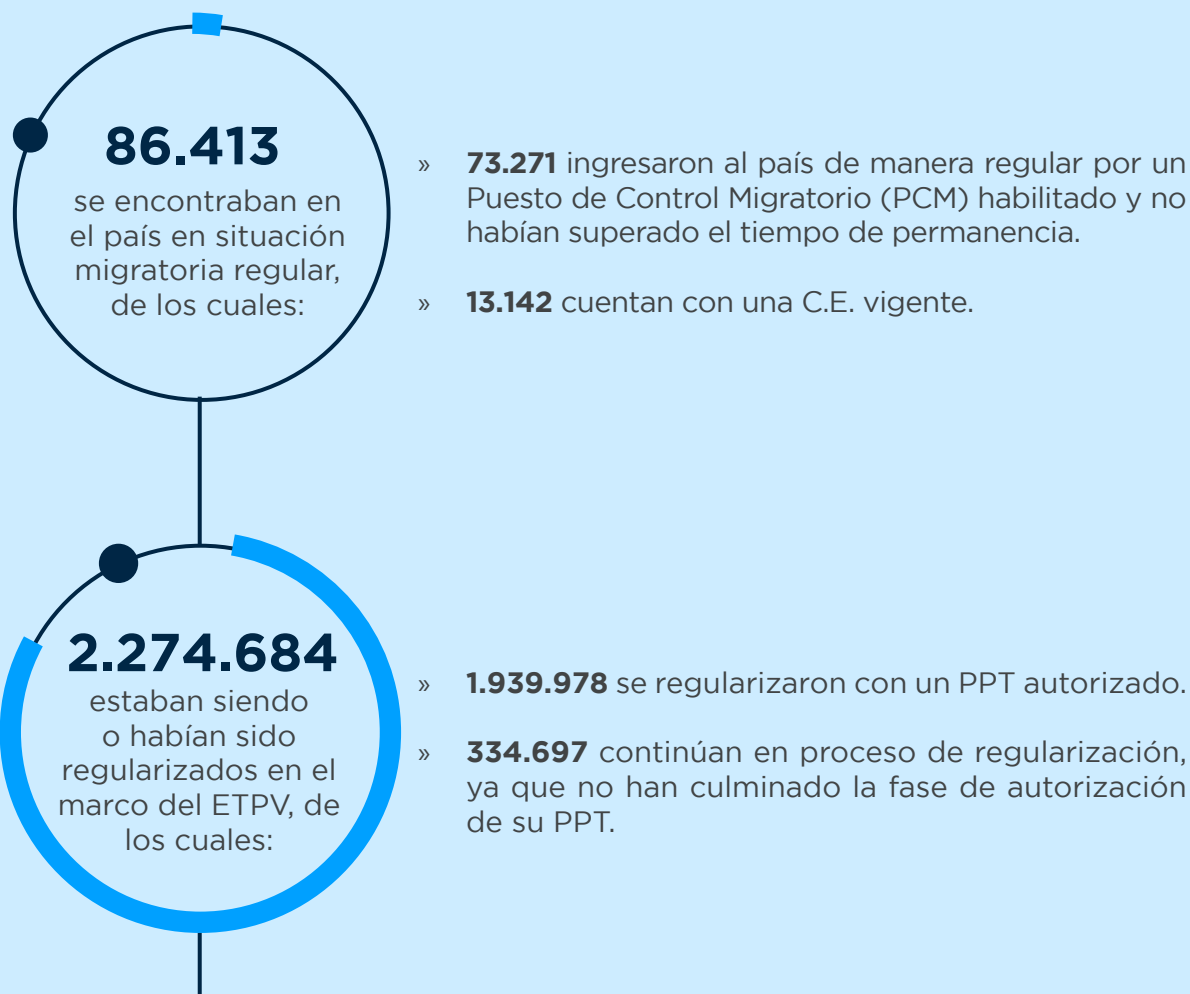 86.413
se encontraban en
el país en situación
migratoria regular,
de los cuales:
» 73.271 ingresaron al país de manera regular por un
Puesto de Control Migratorio (PCM) habilitado y no
habían superado el tiempo de permanencia.
» 13.142 cuentan con una C.E. vigente.
2.274.684
estaban siendo
o habían sido
regularizados en el
marco del ETPV, de
los cuales:
» 1.939.978 se regularizaron con un PPT autorizado.
» 334.697 continúan en proceso de regularización,
ya que no han culminado la fase de autorización
de su PPT.